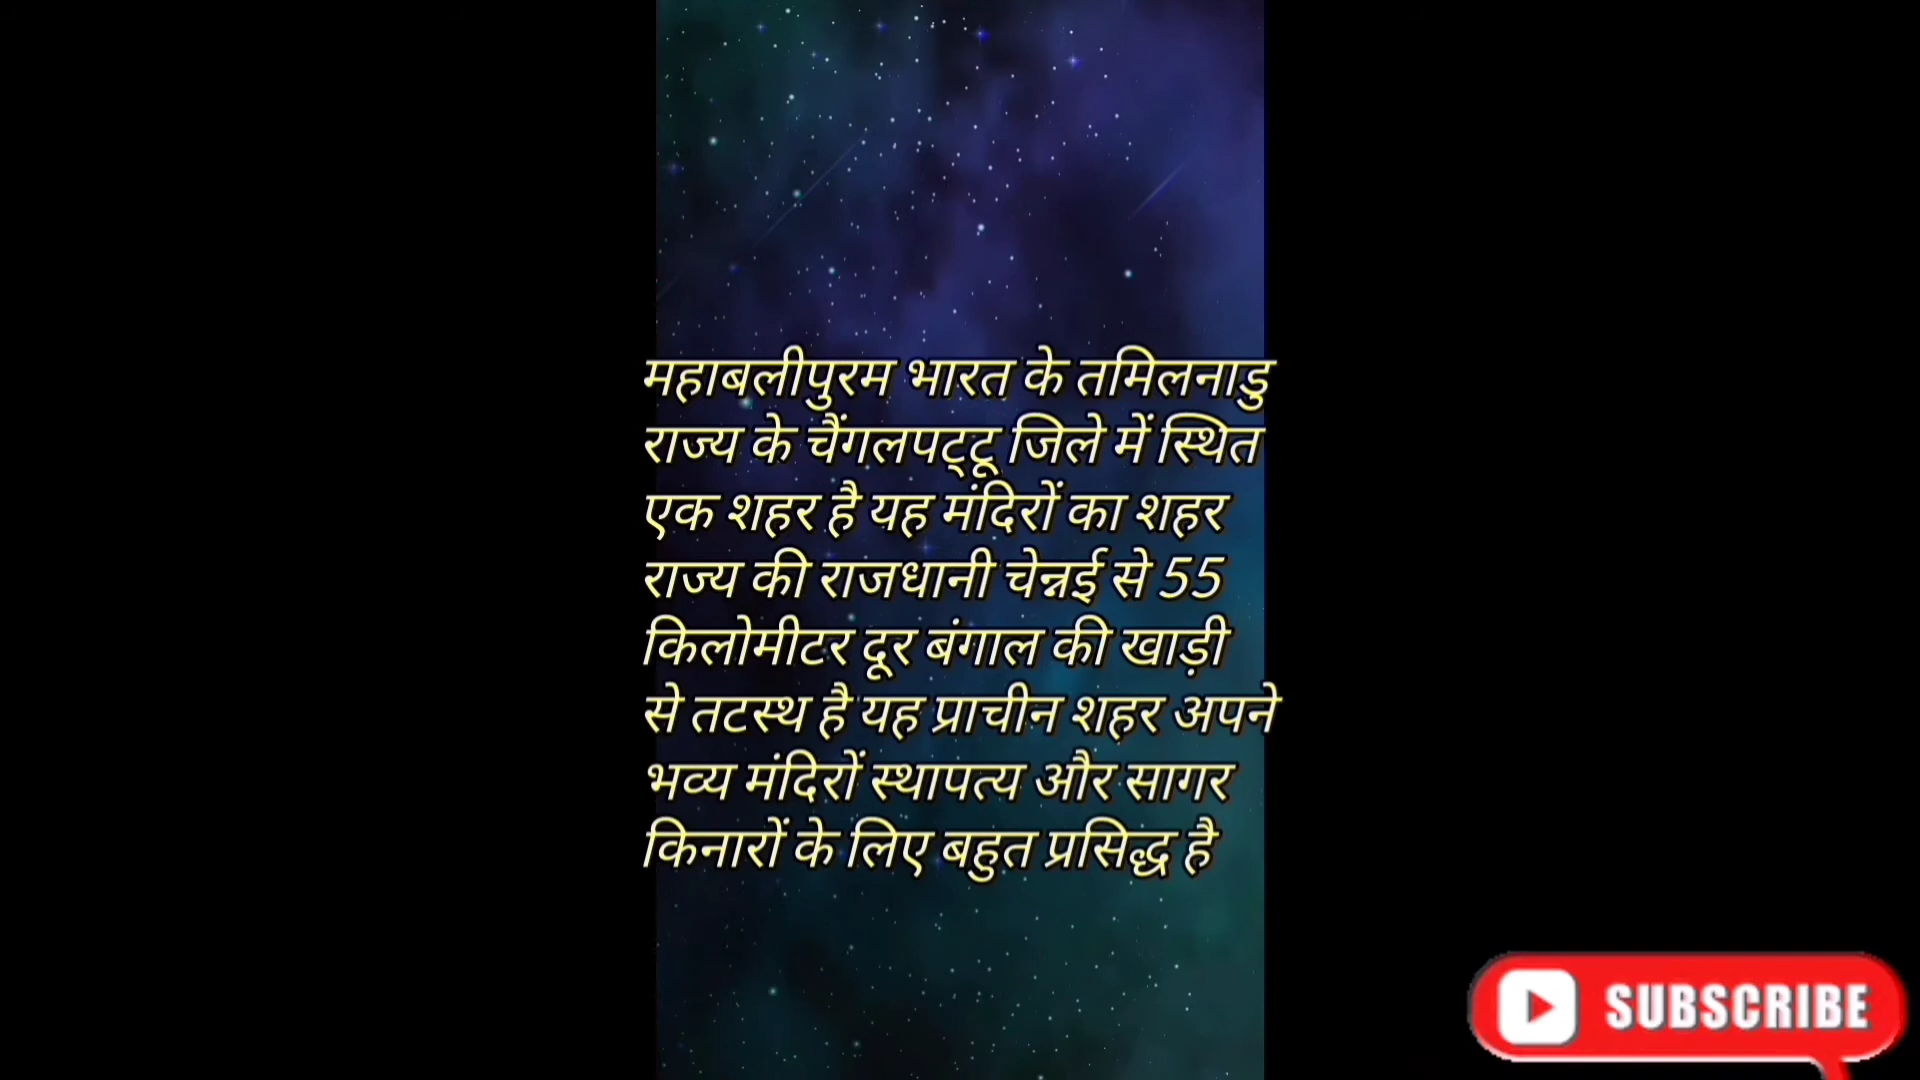 महाबलीपुरम भारत के तमिलनाडु
राज्य के चैंगलपट्टू जिले में स्थित
एक शहर है यह मंदिरों का शहर
राज्य की राजधानी चेन्नई से 55
किलोमीटर दूर बंगाल की खाड़ी
से तटस्थ है यह प्राचीन शहर अपने
भव्य मंदिरों स्थापत्य और सागर
किनारों के लिए बहुत प्रसिद्ध है
SUBSCRIBE